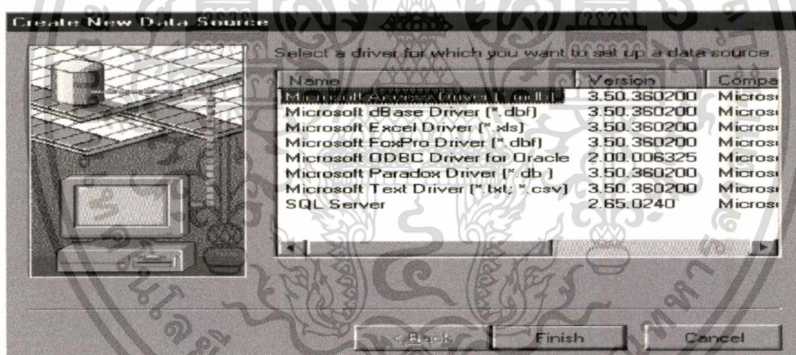 Create New Data Source
Select a driver for which you want to set up a data source.
Name Version Compa
Microsoft Access Driver (*.mdb) 3.50.360200 Micros
Microsoft dBase Driver (*.dbf) 3.50.360200 Micros
Microsoft Excel Driver (*.xls) 3.50.360200 Micros
Microsoft FoxPro Driver (*.dbf) 3.50.360200 Micros
Microsoft ODBC Driver for Oracle 2.00.006325 Micros
Microsoft Paradox Driver (*.db ) 3.50.360200 Micros
Microsoft Text Driver (*.txt; *.csv) 3.50.360200 Micros
SQL Server 2.65.0240 Micros
< Back Finish Cancel